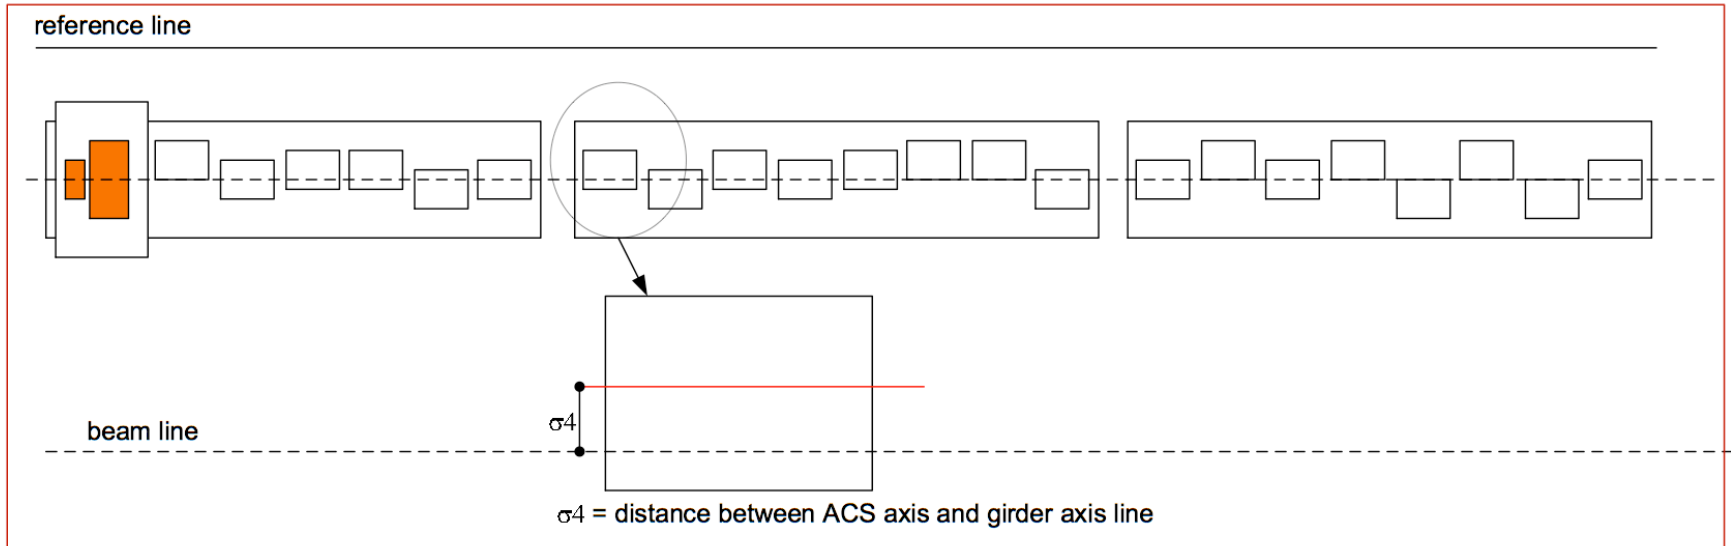 reference line
σ4
beam line
σ4 = distance between ACS axis and girder axis line